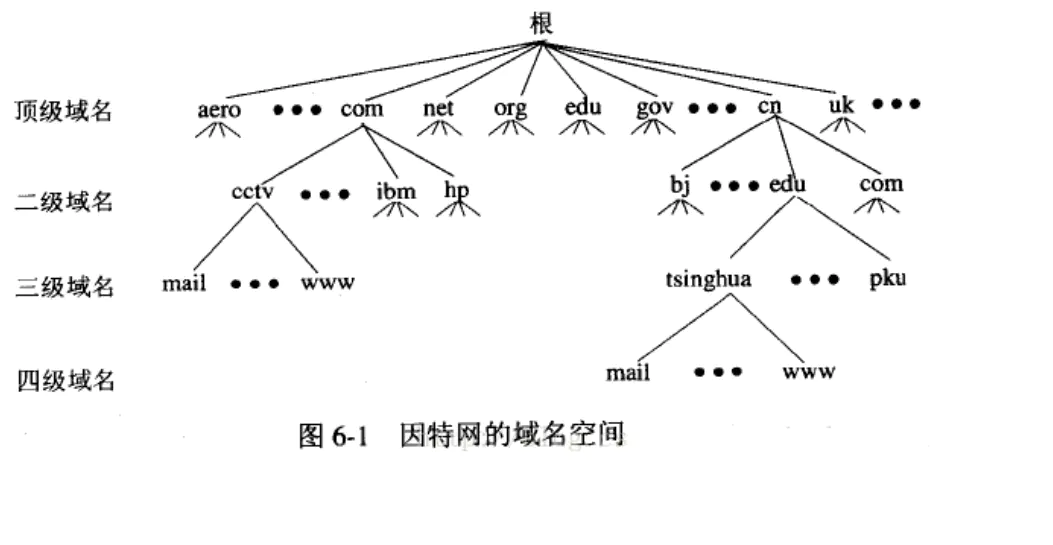 根
顶级域名 aero ••• com net org edu gov ••• cn uk •••
二级域名 cctv ••• ibm hp bj ••• edu com
三级域名 mail ••• www tsinghua ••• pku
四级域名 mail ••• www
图 6-1 因特网的域名空间